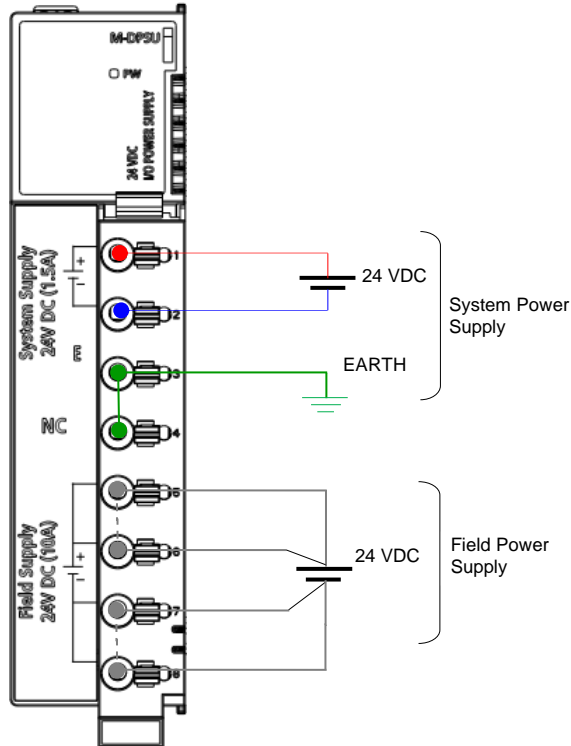 M-DPSU
PW
24 VDC
I/O POWER SUPPLY
System Supply
24V DC (1.5A)
+
-
E
NC
Field Supply
24V DC (10A)
+
-
1
2
3
4
5
6
7
8
24 VDC
EARTH
System Power
Supply
24 VDC
Field Power
Supply